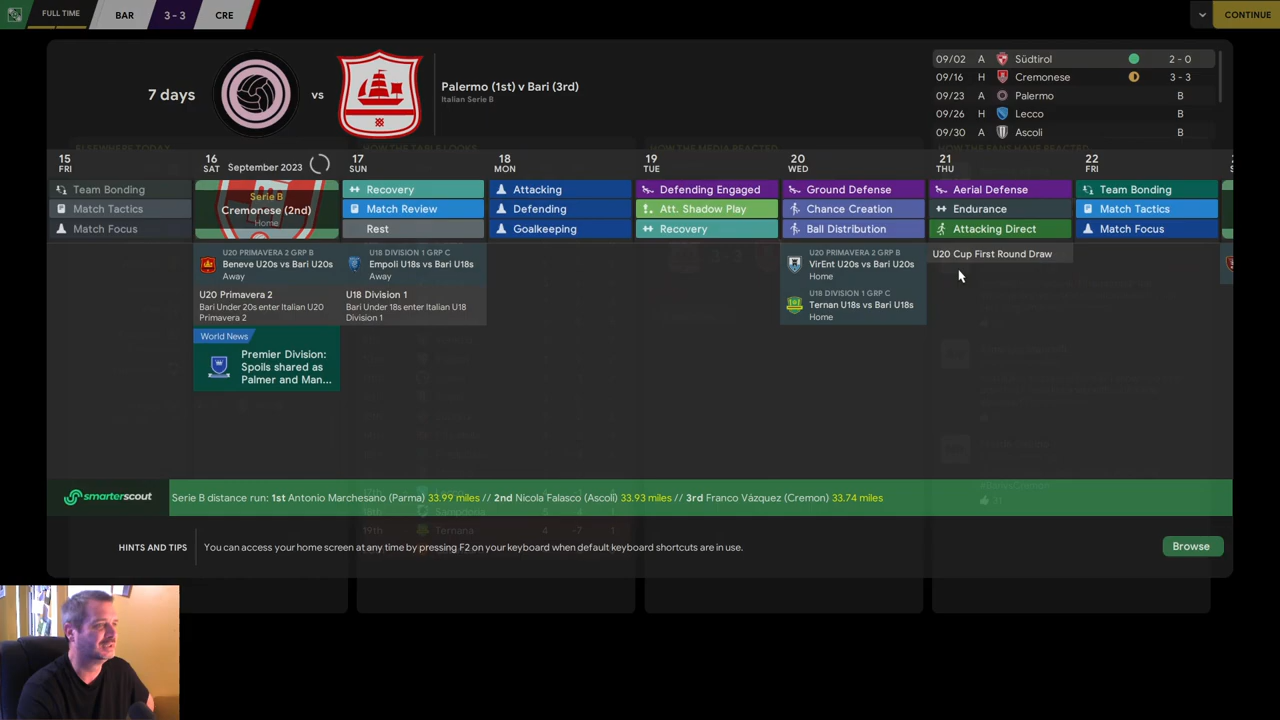 FULL TIME
BAR 3 - 3 CRE
CONTINUE
7 days
vs
Palermo (1st) v Bari (3rd)
Italian Serie B
09/02 A Südtirol 2 - 0
09/16 H Cremonese 3 - 3
09/23 A Palermo B
09/26 H Lecco B
09/30 A Ascoli B
15 FRI
16 SAT September 2023
17 SUN
18 MON
19 TUE
20 WED
21 THU
22 FRI
Team Bonding
Match Tactics
Match Focus
Serie B
Cremonese (2nd)
Home
Recovery
Match Review
Rest
Attacking
Defending
Goalkeeping
Defending Engaged
Att. Shadow Play
Recovery
Ground Defense
Chance Creation
Ball Distribution
Aerial Defense
Endurance
Attacking Direct
Team Bonding
Match Tactics
Match Focus
U20 PRIMAVERA 2 GRP B
Beneve U20s vs Bari U20s
Away
U20 Primavera 2
Bari Under 20s enter Italian U20
Primavera 2
World News
Premier Division:
Spoils shared as
Palmer and Man...
U18 DIVISION 1 GRP C
Empoli U18s vs Bari U18s
Away
U18 Division 1
Bari Under 18s enter Italian U18
Division 1
U20 PRIMAVERA 2 GRP B
VirEnt U20s vs Bari U20s
Home
U18 DIVISION 1 GRP C
Ternan U18s vs Bari U18s
Home
U20 Cup First Round Draw
smarterscout
Serie B distance run: 1st Antonio Marchesano (Parma) 33.99 miles // 2nd Nicola Falasco (Ascoli) 33.93 miles // 3rd Franco Vázquez (Cremon) 33.74 miles
18th Sampdoria 5 -4 1
19th Ternana 4 -7 1
HINTS AND TIPS
You can access your home screen at any time by pressing F2 on your keyboard when default keyboard shortcuts are in use.
Browse